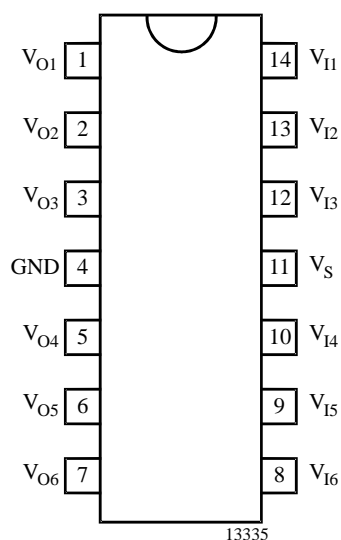 V_O1 1 14 V_I1
V_O2 2 13 V_I2
V_O3 3 12 V_I3
GND 4 11 V_S
V_O4 5 10 V_I4
V_O5 6 9 V_I5
V_O6 7 8 V_I6
13335